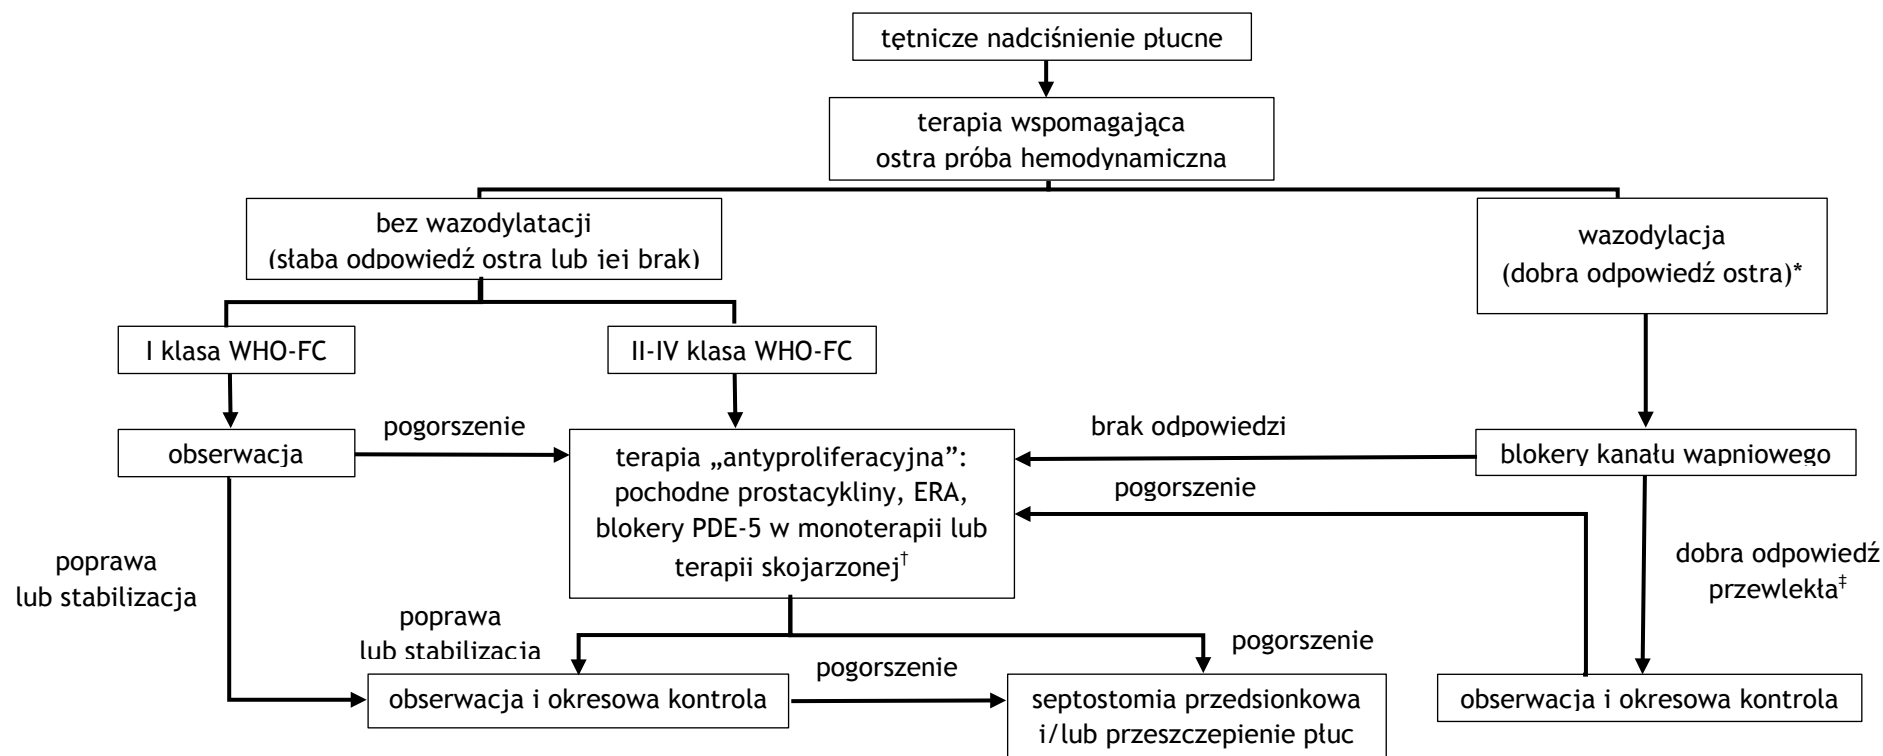 tętnicze nadciśnienie płucne
terapia wspomagająca
ostra próba hemodynamiczna
bez wazodylatacji
(słaba odpowiedź ostra lub jej brak)
wazodylacja
(dobra odpowiedź ostra)*
I klasa WHO-FC
II-IV klasa WHO-FC
obserwacja
pogorszenie
terapia „antyproliferacyjna”:
pochodne prostacykliny, ERA,
blokery PDE-5 w monoterapii lub
terapii skojarzonej†
brak odpowiedzi
pogorszenie
blokery kanału wapniowego
poprawa
lub stabilizacja
dobra odpowiedź
przewlekła‡
poprawa
lub stabilizacja
pogorszenie
pogorszenie
obserwacja i okresowa kontrola
septostomia przedsionkowa
i/lub przeszczepienie płuc
obserwacja i okresowa kontrola